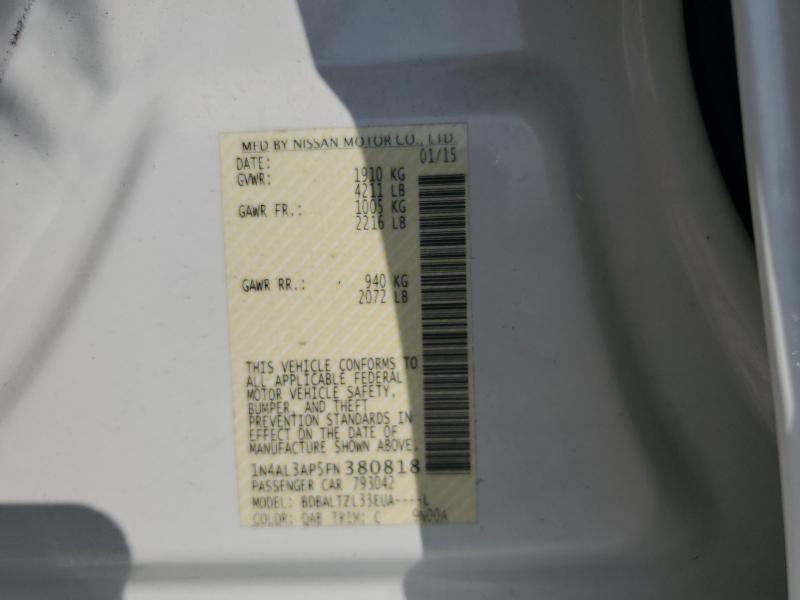 MFD BY NISSAN MOTOR CO., LTD.
DATE: 01/15
GVWR: 1910 KG
4211 LB
GAWR FR.: 1005 KG
2216 LB
GAWR RR.: 940 KG
2072 LB
THIS VEHICLE CONFORMS TO
ALL APPLICABLE FEDERAL
MOTOR VEHICLE SAFETY,
BUMPER, AND THEFT
PREVENTION STANDARDS IN
EFFECT ON THE DATE OF
MANUFACTURE SHOWN ABOVE.
1N4AL3AP5FN380818
PASSENGER CAR 793042
MODEL: BDBALTZL33EUA----L
COLOR: QAB TRIM: C